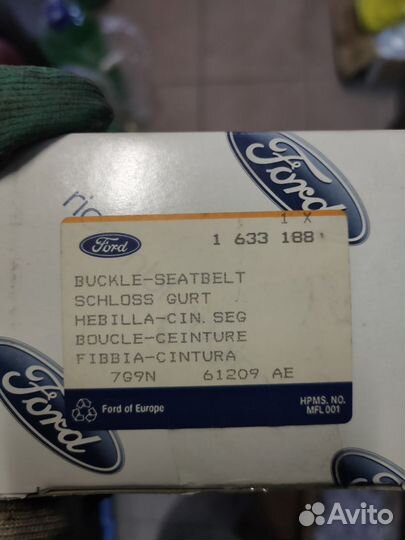 Ford
1 X
Ford
1 633 188
BUCKLE-SEATBELT
SCHLOSS GURT
HEBILLA-CIN. SEG
BOUCLE-CEINTURE
FIBBIA-CINTURA
7G9N 61209 AE
Ford of Europe
HPMS. NO.
MFL 001
Ford
Avito